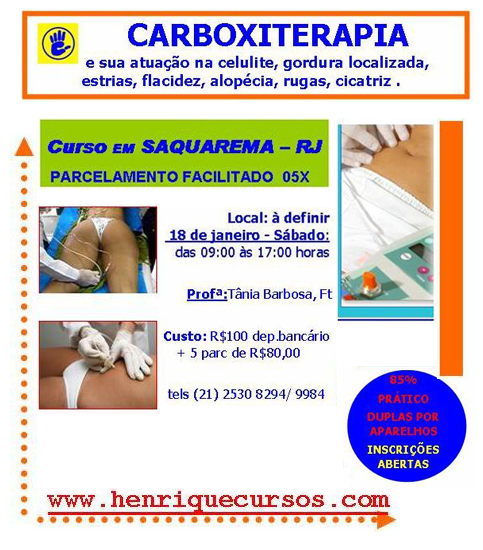 CARBOXITERAPIA
e sua atuação na celulite, gordura localizada,
estrias, flacidez, alopécia, rugas, cicatriz .
Curso EM SAQUAREMA – RJ
PARCELAMENTO FACILITADO 05X
Local: à definir
18 de janeiro - Sábado:
das 09:00 às 17:00 horas
Profª:Tânia Barbosa, Ft
Custo: R$100 dep.bancário
+ 5 parc de R$80,00
tels (21) 2530 8294/ 9984
85%
PRÁTICO
DUPLAS POR
APARELHOS
INSCRIÇÕES
ABERTAS
www.henriquecursos.com